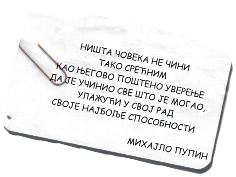 НИШТА ЧОВЕКА НЕ ЧИНИ
ТАКО СРЕЋНИМ
КАО ЊЕГОВО ПОШТЕНО УВЕРЕЊЕ
ДА ЈЕ УЧИНИО СВЕ ШТО ЈЕ МОГАО,
УЛАЖУЋИ У СВОЈ РАД
СВОЈЕ НАЈБОЉЕ СПОСОБНОСТИ
МИХАЈЛО ПУПИН